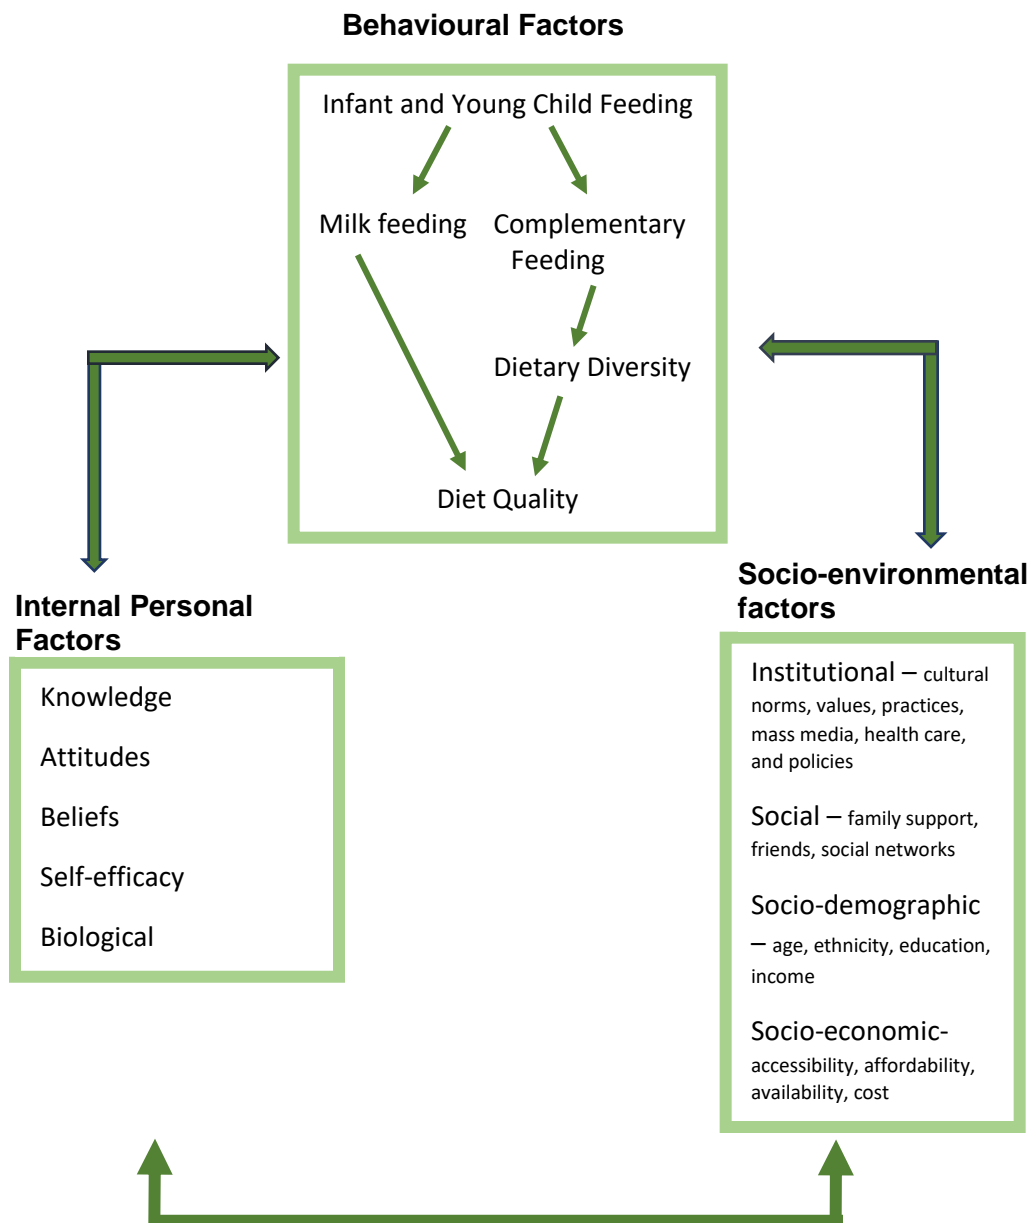 Behavioural Factors
Infant and Young Child Feeding
Milk feeding
Complementary
Feeding
Dietary Diversity
Diet Quality
Internal Personal
Factors
Knowledge
Attitudes
Beliefs
Self-efficacy
Biological
Socio-environmental
factors
Institutional – cultural
norms, values, practices,
mass media, health care,
and policies
Social – family support,
friends, social networks
Socio-demographic
– age, ethnicity, education,
income
Socio-economic-
accessibility, affordability,
availability, cost